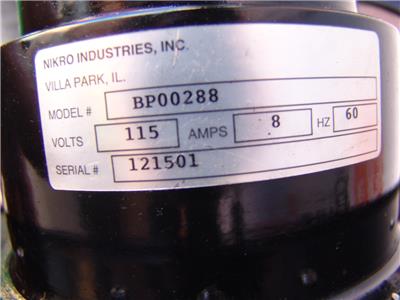 NIKRO INDUSTRIES, INC.
VILLA PARK, IL.
MODEL # BP00288
VOLTS 115 AMPS 8 HZ 60
SERIAL # 121501